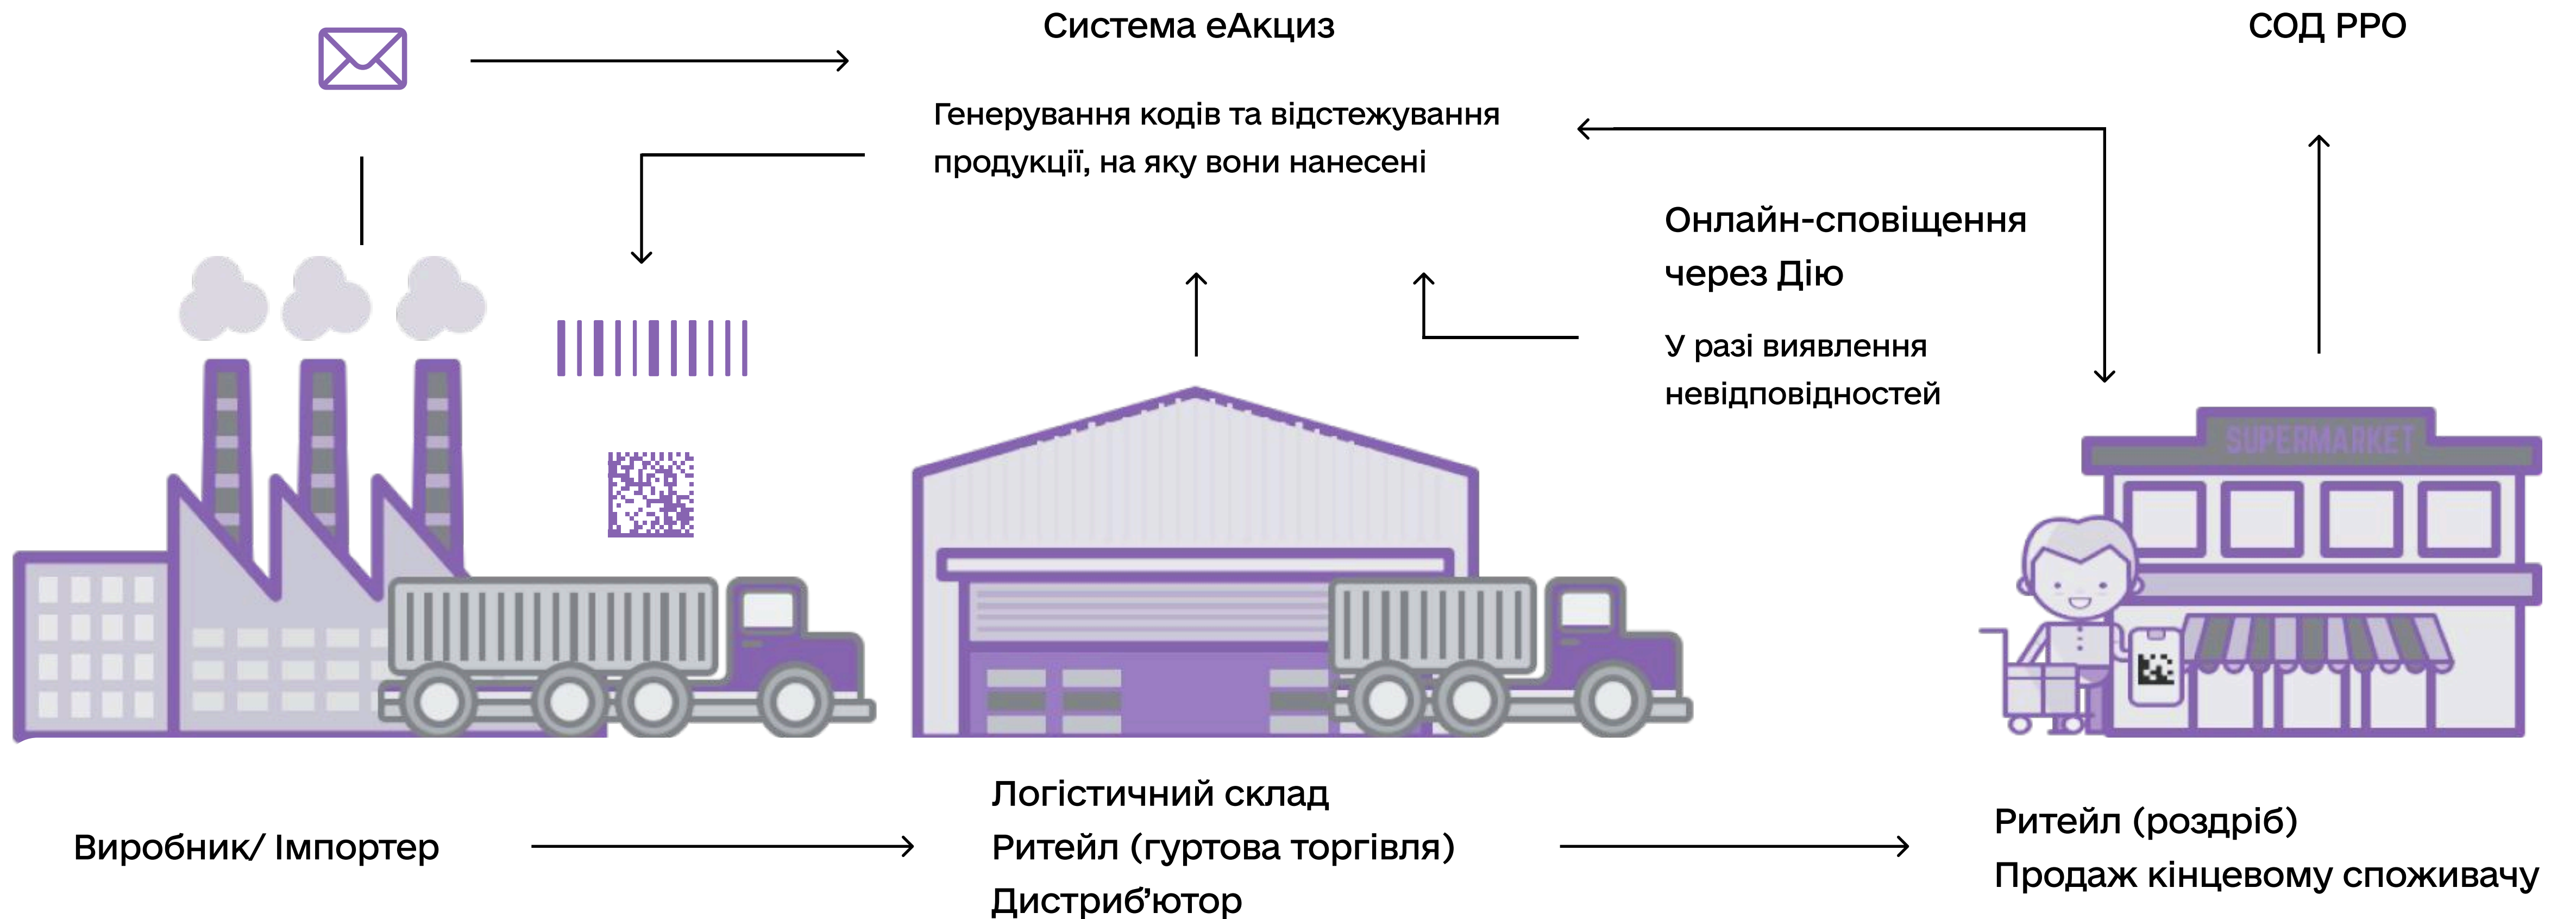 Система еАкциз
СОД РРО
Генерування кодів та відстежування
продукції, на яку вони нанесені
Онлайн-сповіщення
через Дію
У разі виявлення
невідповідностей
SUPERMARKET
Виробник/ Імпортер
Логістичний склад
Ритейл (гуртова торгівля)
Дистриб’ютор
Ритейл (роздріб)
Продаж кінцевому споживачу